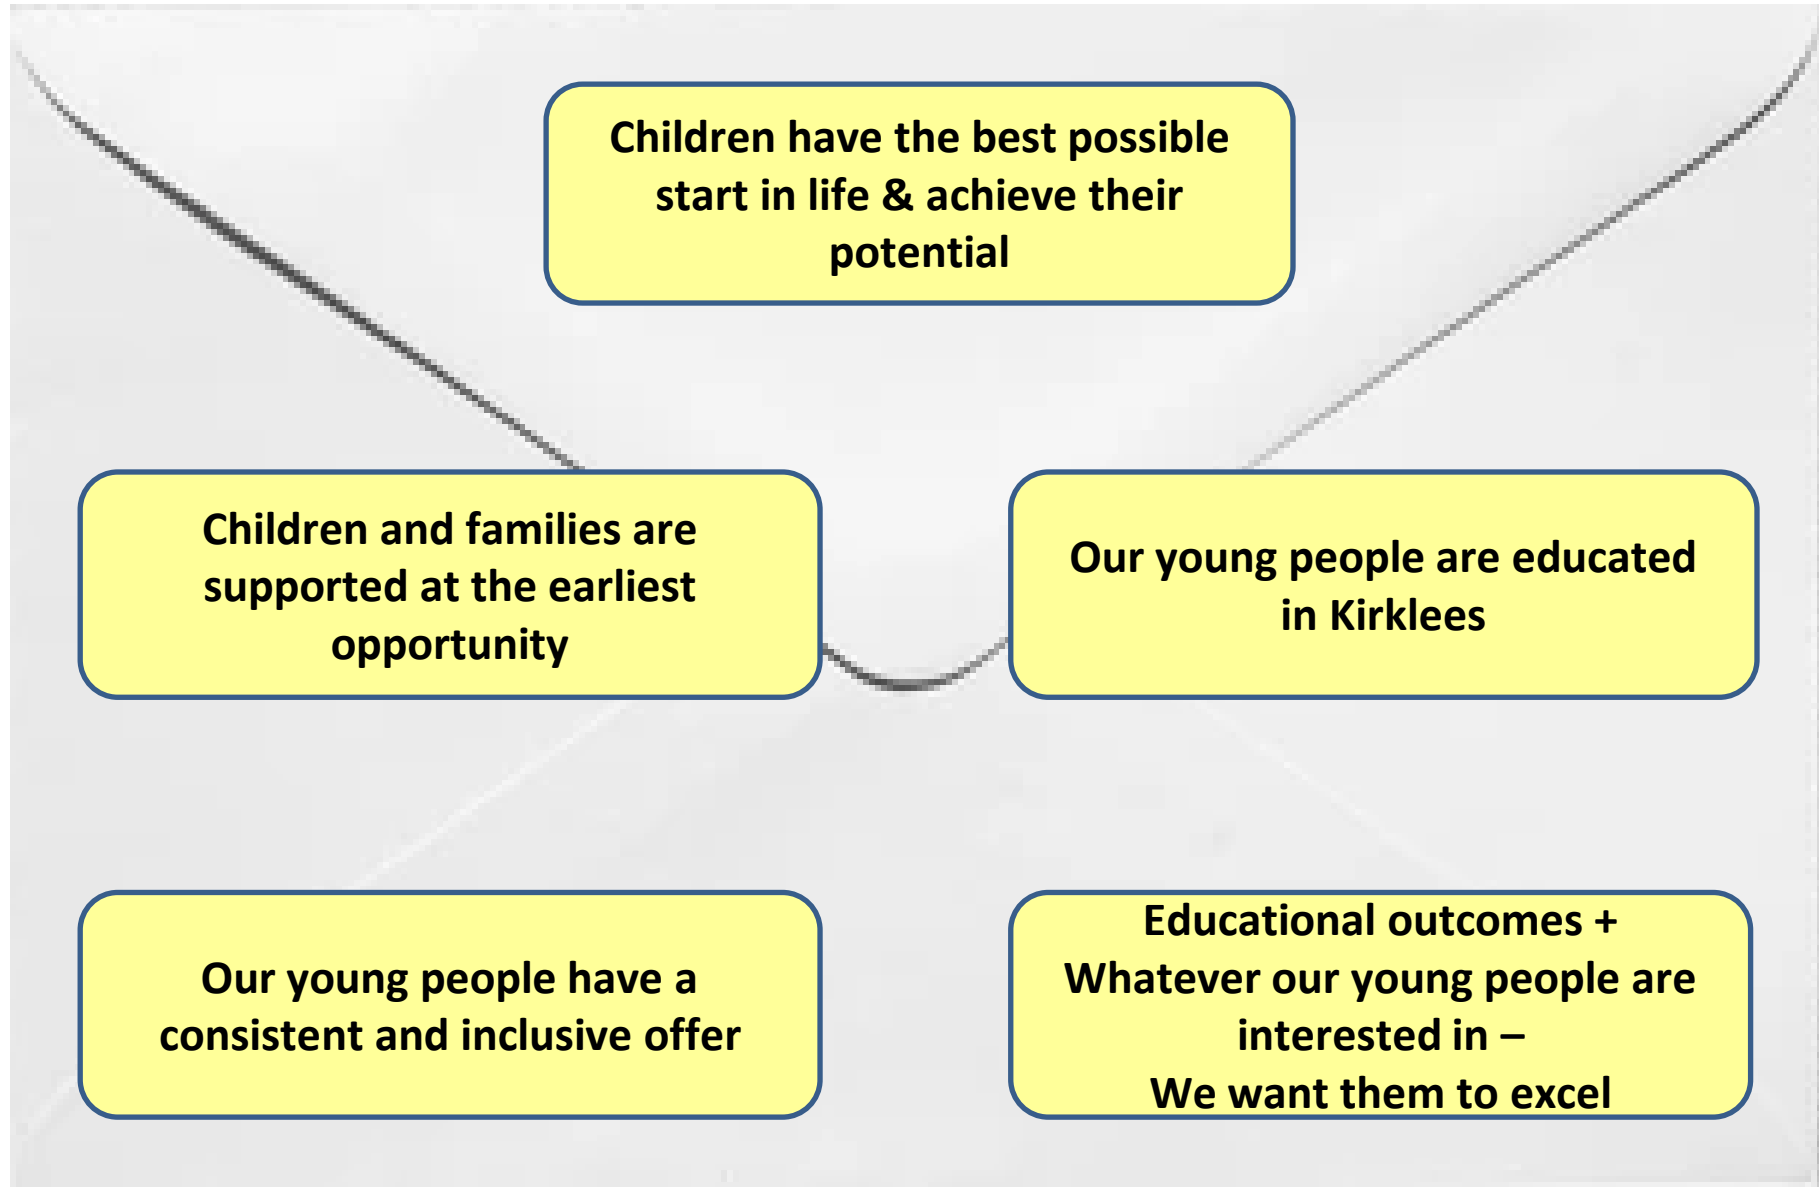 Children have the best possible
start in life & achieve their
potential
Children and families are
supported at the earliest
opportunity
Our young people are educated
in Kirklees
Our young people have a
consistent and inclusive offer
Educational outcomes +
Whatever our young people are
interested in –
We want them to excel